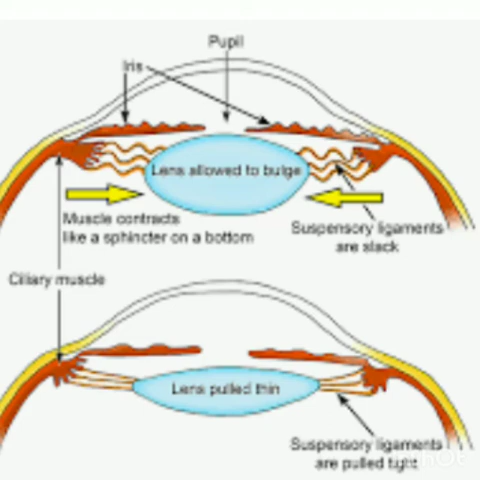 Pupil
Iris
Lens allowed to bulge
Muscle contracts
like a sphincter on a bottom
Suspensory ligaments
are slack
Ciliary muscle
Lens pulled thin
Suspensory ligaments
are pulled tight